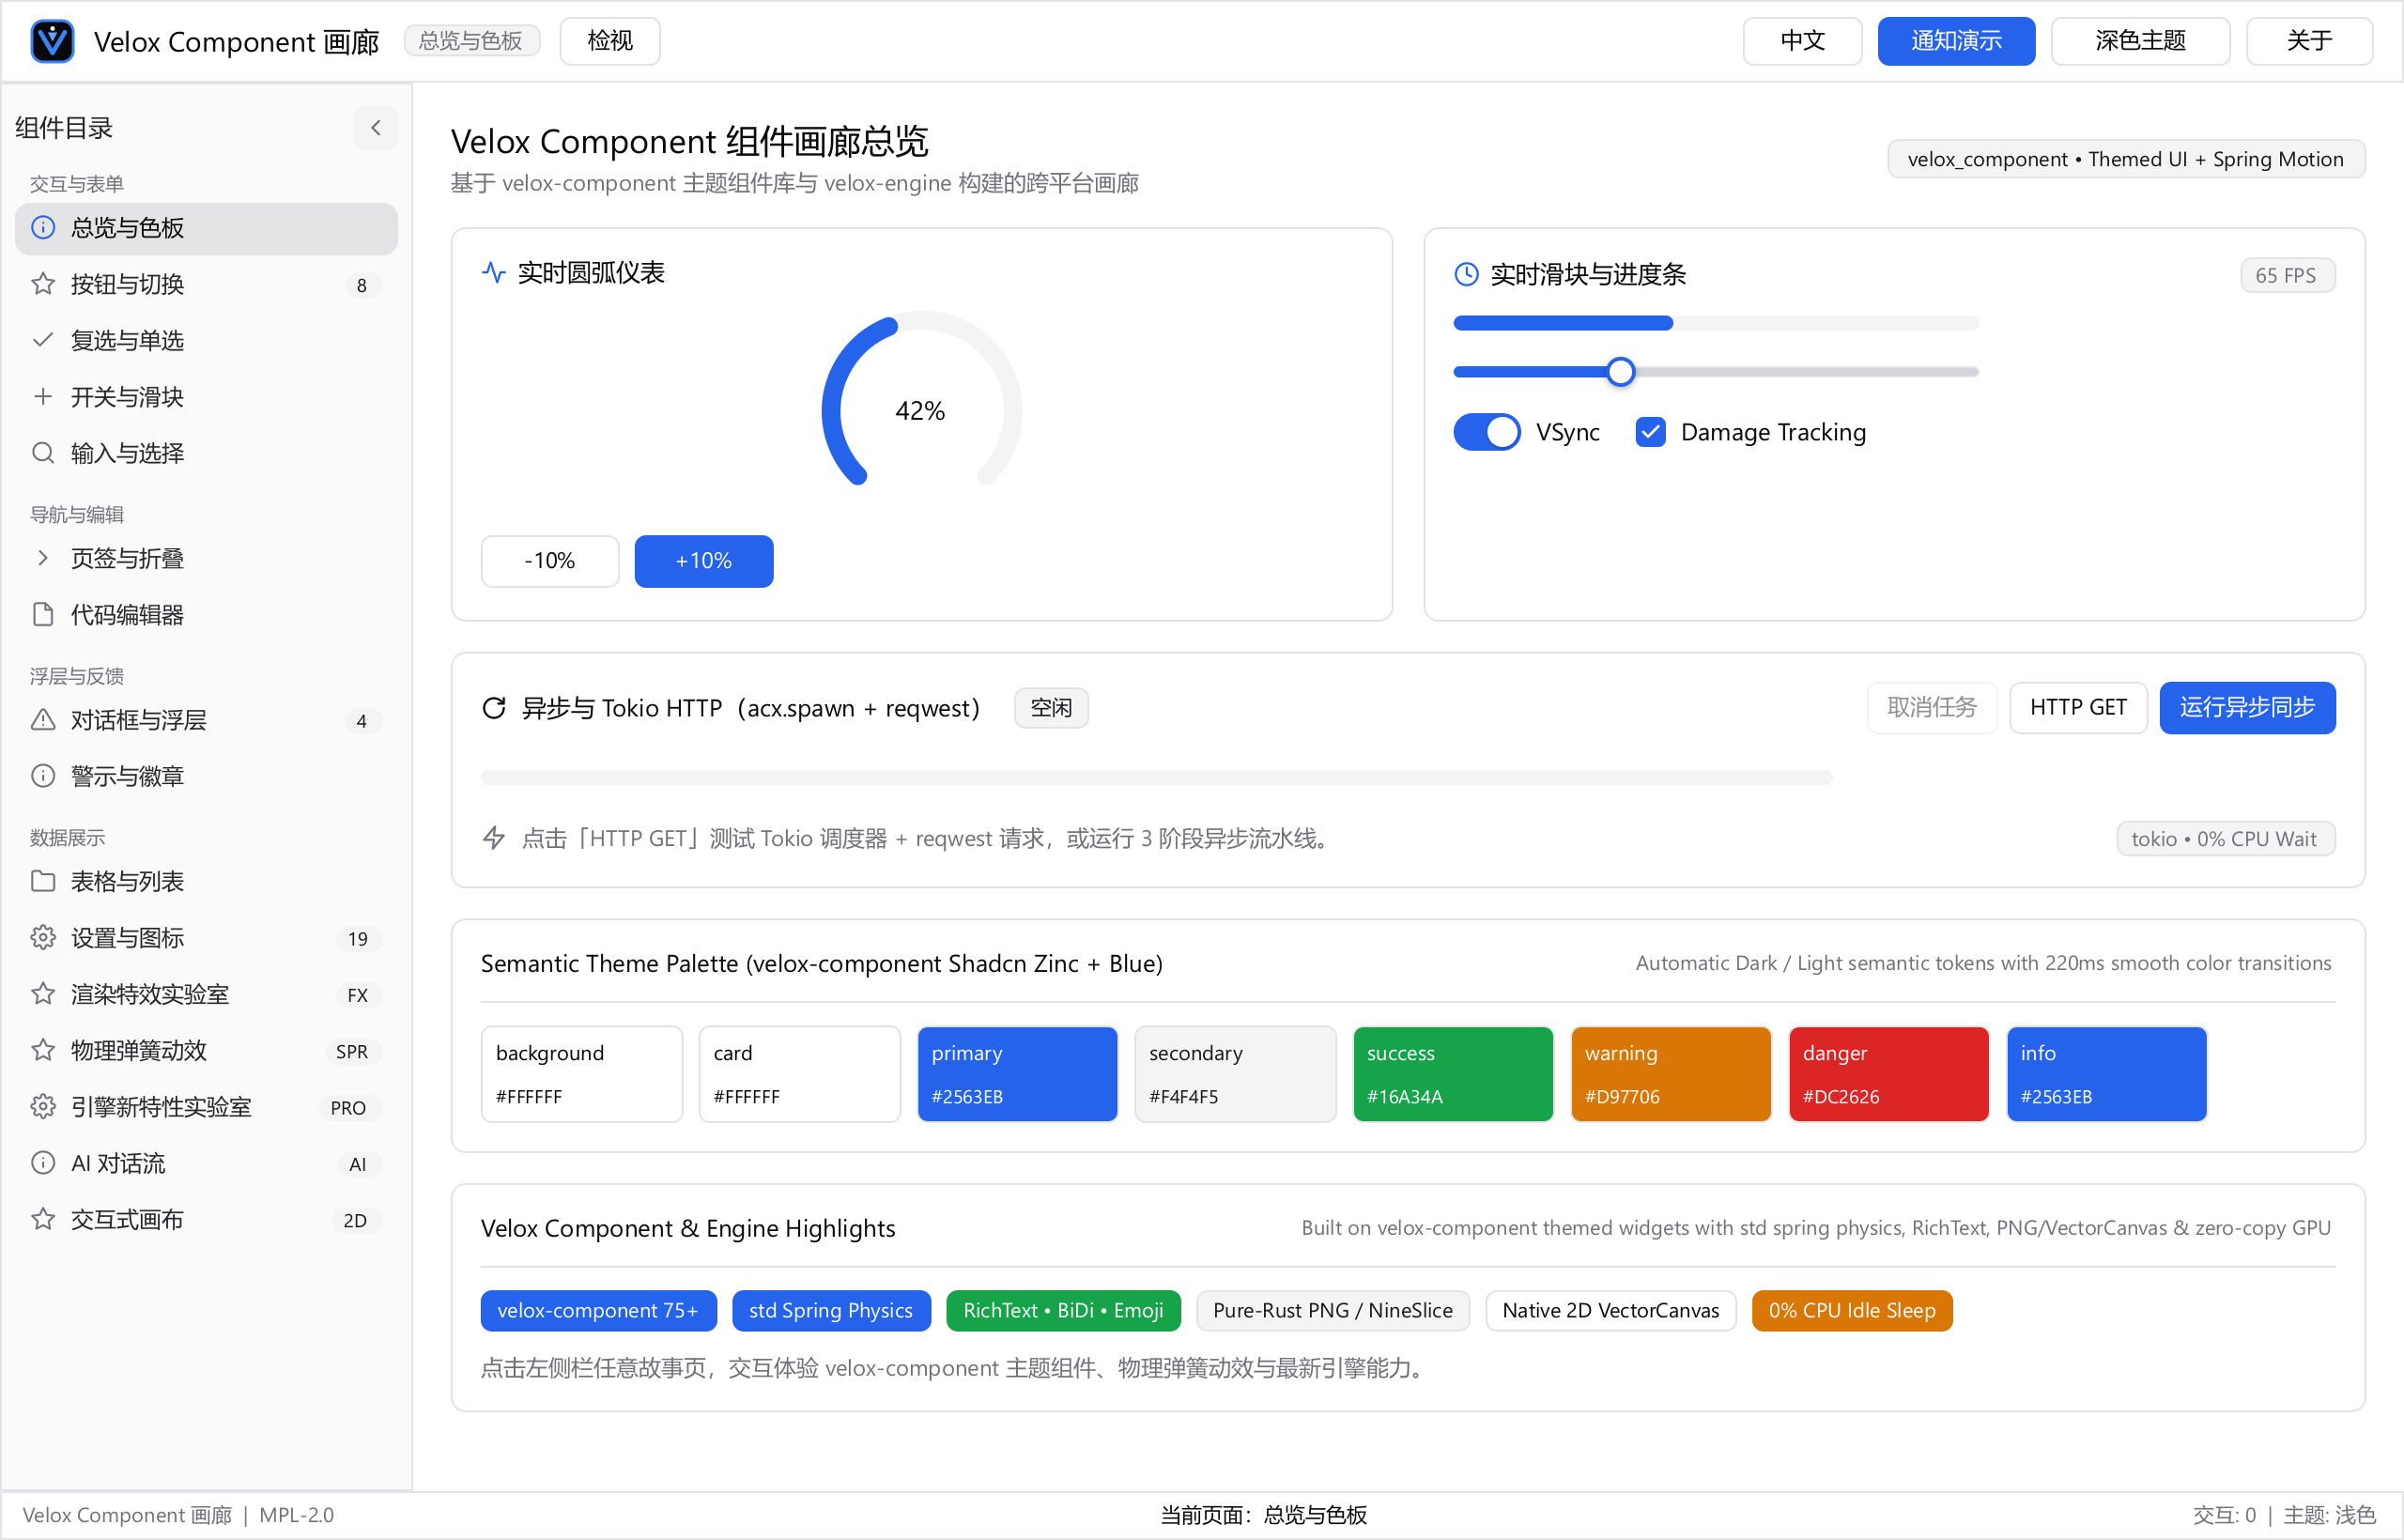 Velox Component 画廊
总览与色板
检视
中文
通知演示
深色主题
关于
组件目录
交互与表单
总览与色板
按钮与切换 8
复选与单选
开关与滑块
输入与选择
导航与编辑
页签与折叠
代码编辑器
浮层与反馈
对话框与浮层 4
警示与徽章
数据展示
表格与列表
设置与图标 19
渲染特效实验室 FX
物理弹簧动效 SPR
引擎新特性实验室 PRO
AI 对话流 AI
交互式画布 2D
Velox Component 组件画廊总览
基于 velox-component 主题组件库与 velox-engine 构建的跨平台画廊
velox_component • Themed UI + Spring Motion
实时圆弧仪表
42%
-10%
+10%
实时滑块与进度条
65 FPS
VSync
Damage Tracking
异步与 Tokio HTTP（acx.spawn + reqwest）
空闲
取消任务
HTTP GET
运行异步同步
点击「HTTP GET」测试 Tokio 调度器 + reqwest 请求，或运行 3 阶段异步流水线。
tokio • 0% CPU Wait
Semantic Theme Palette (velox-component Shadcn Zinc + Blue)
Automatic Dark / Light semantic tokens with 220ms smooth color transitions
background
#FFFFFF
card
#FFFFFF
primary
#2563EB
secondary
#F4F4F5
success
#16A34A
warning
#D97706
danger
#DC2626
info
#2563EB
Velox Component & Engine Highlights
Built on velox-component themed widgets with std spring physics, RichText, PNG/VectorCanvas & zero-copy GPU
velox-component 75+
std Spring Physics
RichText • BiDi • Emoji
Pure-Rust PNG / NineSlice
Native 2D VectorCanvas
0% CPU Idle Sleep
点击左侧栏任意故事页，交互体验 velox-component 主题组件、物理弹簧动效与最新引擎能力。
Velox Component 画廊 | MPL-2.0
当前页面：总览与色板
交互: 0 | 主题: 浅色